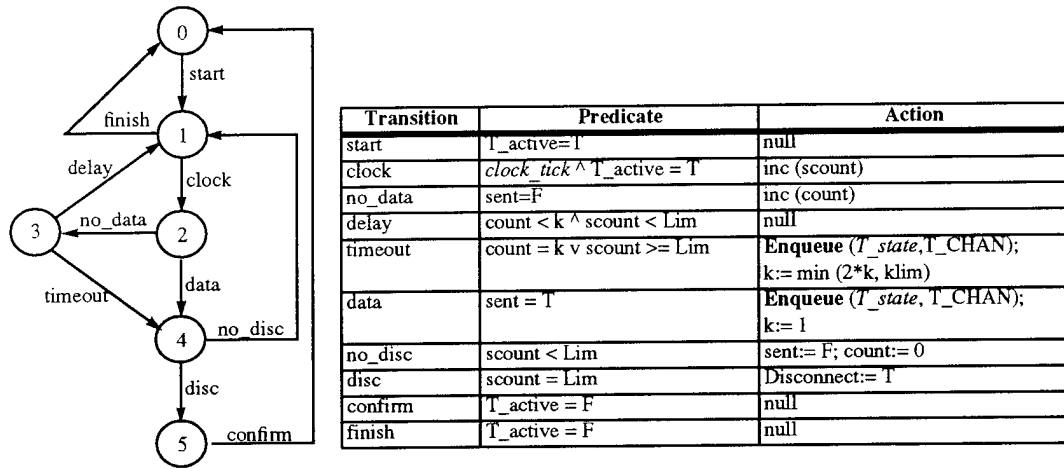 0
start
finish
1
delay
clock
no_data
3
2
timeout
data
4
no_disc
disc
5
confirm
Transition Predicate Action
start T_active=T null
clock clock_tick ^ T_active = T inc (scount)
no_data sent=F inc (count)
delay count < k ^ scount < Lim null
timeout count = k v scount >= Lim Enqueue (T_state,T_CHAN);
k:= min (2*k, klim)
data sent = T Enqueue (T_state, T_CHAN);
k:= 1
no_disc scount < Lim sent:= F; count:= 0
disc scount = Lim Disconnect:= T
confirm T_active = F null
finish T_active = F null